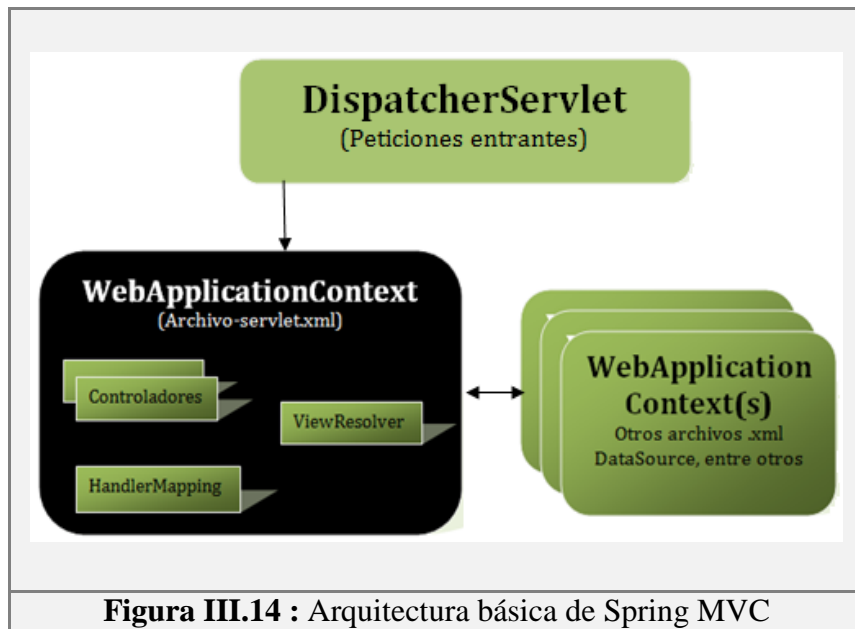 DispatcherServlet
(Peticiones entrantes)
WebApplicationContext
(Archivo-servlet.xml)
Controladores
ViewResolver
HandlerMapping
WebApplication
Context(s)
Otros archivos .xml
DataSource, entre otros
Figura III.14 : Arquitectura básica de Spring MVC